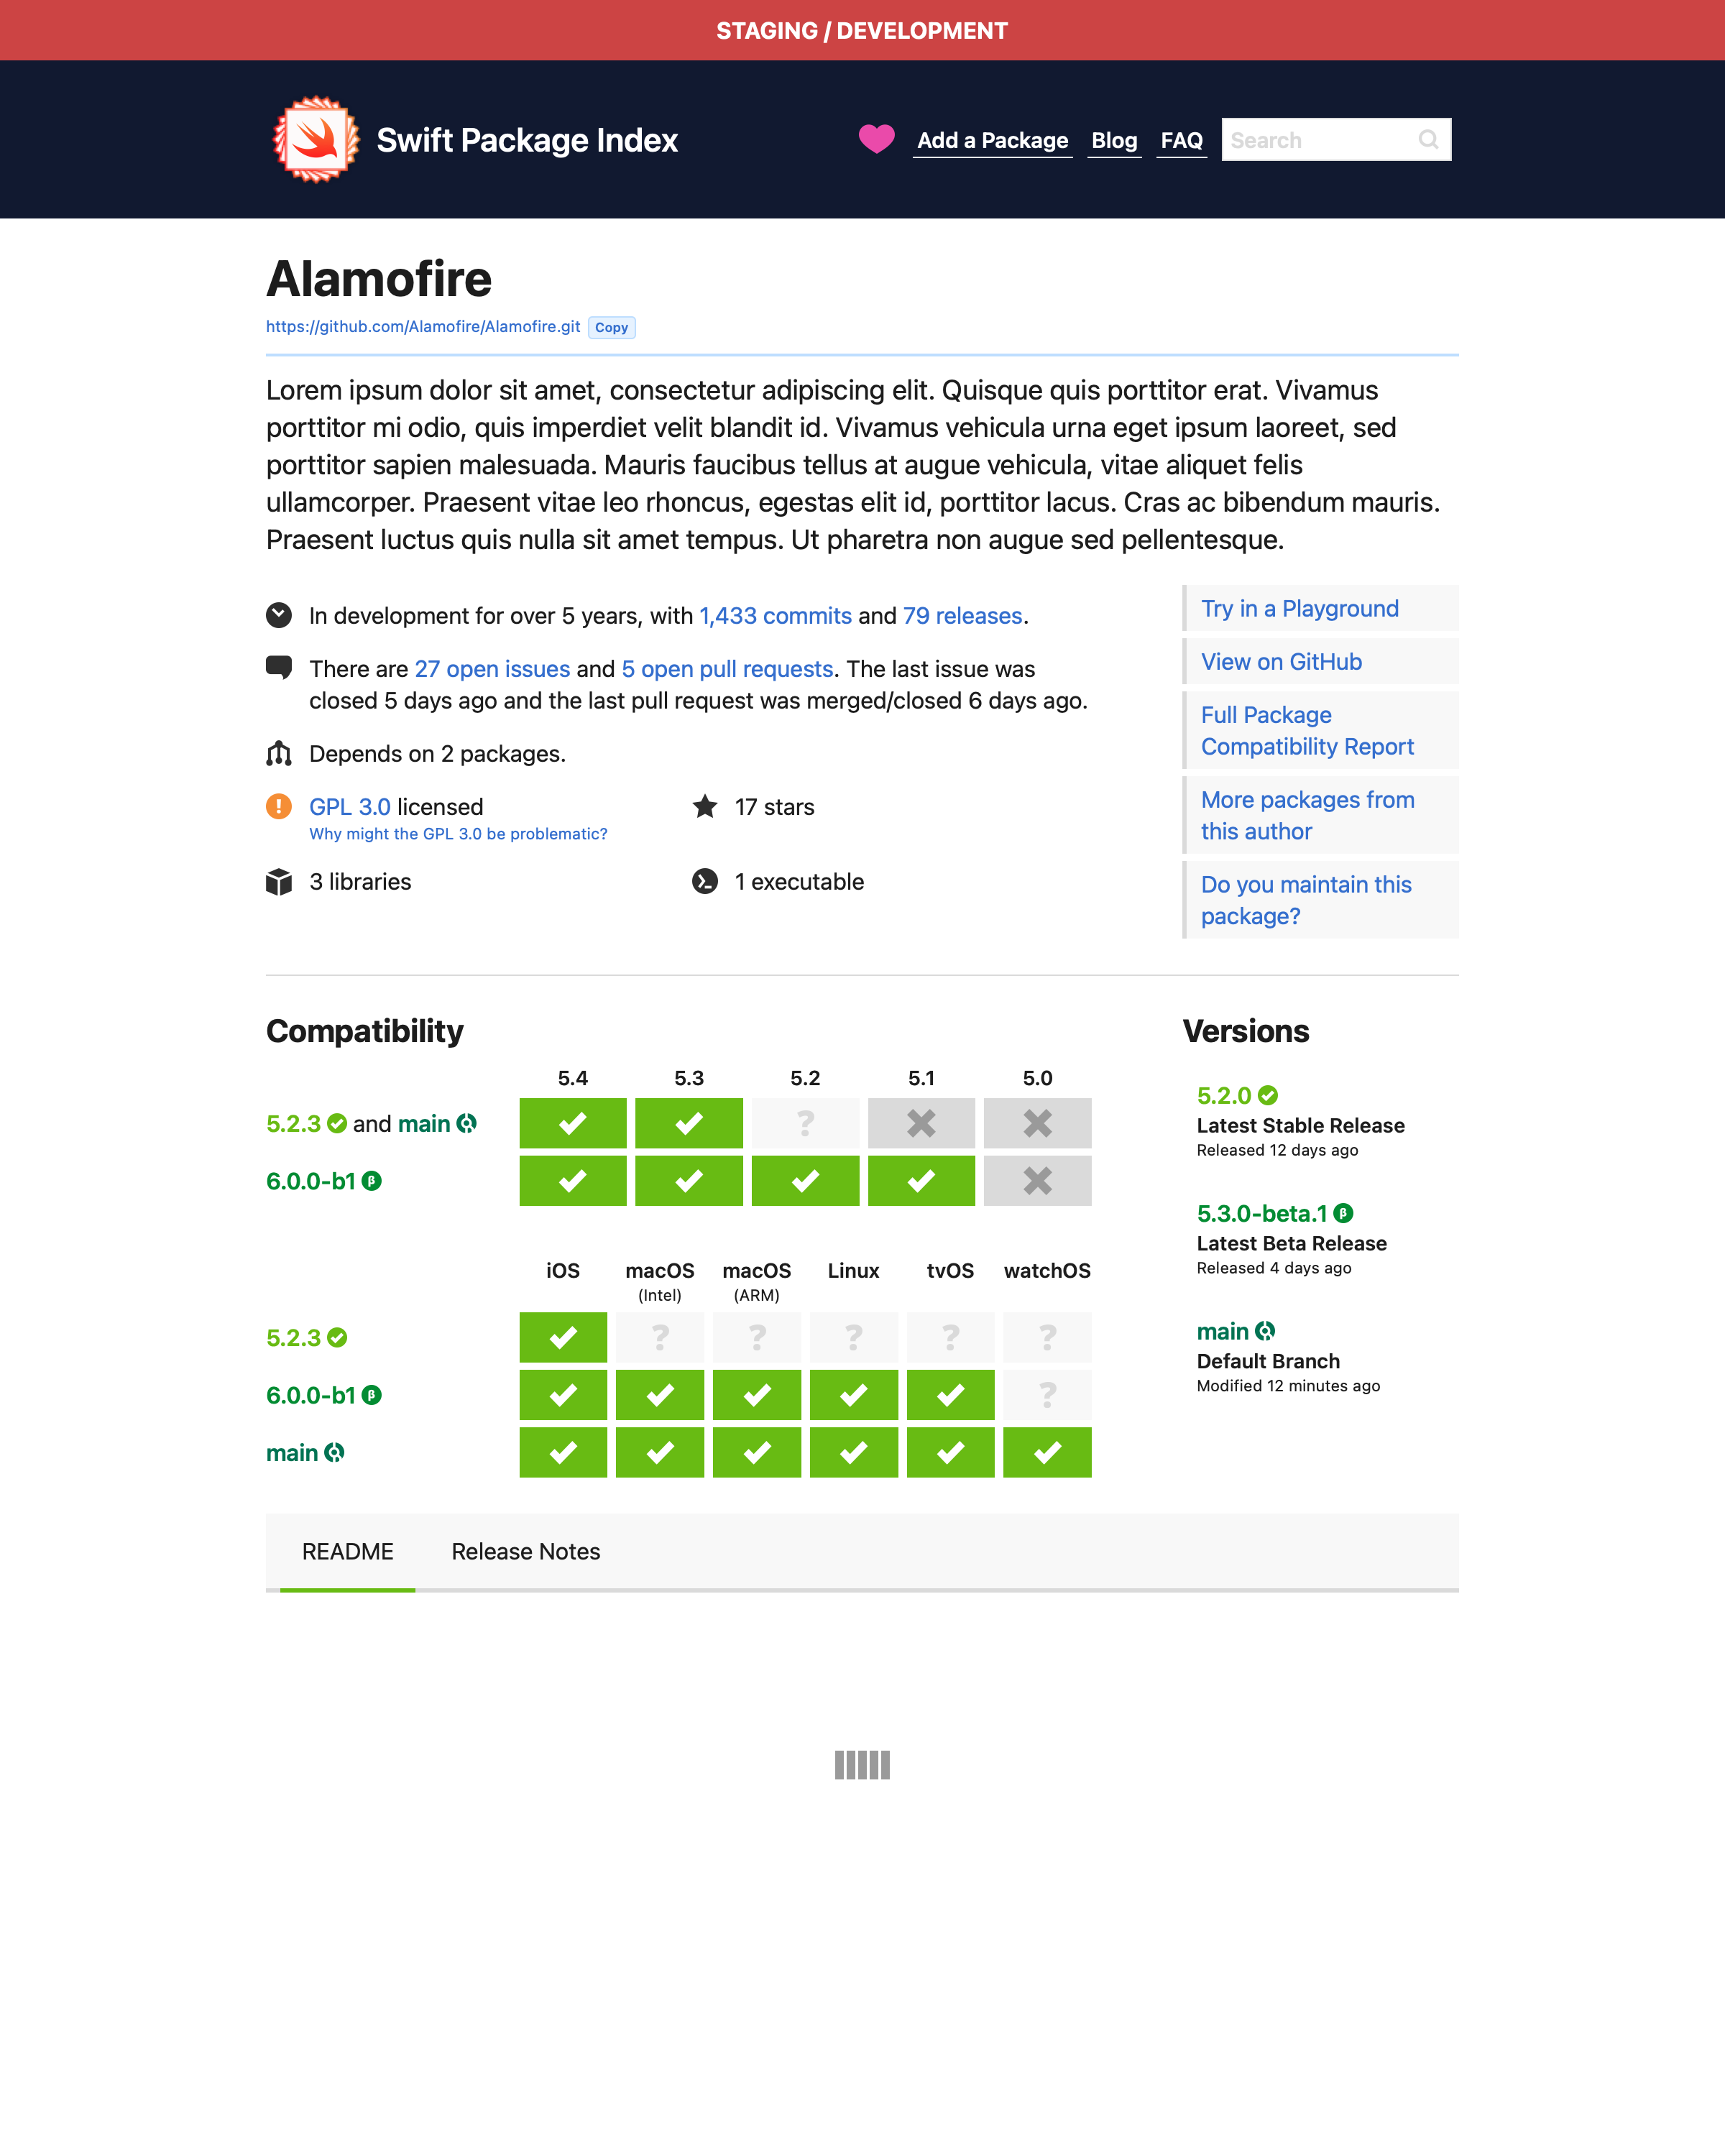 STAGING / DEVELOPMENT
Swift Package Index
Add a Package Blog FAQ Search
Alamofire
https://github.com/Alamofire/Alamofire.git Copy
Lorem ipsum dolor sit amet, consectetur adipiscing elit. Quisque quis porttitor erat. Vivamus
porttitor mi odio, quis imperdiet velit blandit id. Vivamus vehicula urna eget ipsum laoreet, sed
porttitor sapien malesuada. Mauris faucibus tellus at augue vehicula, vitae aliquet felis
ullamcorper. Praesent vitae leo rhoncus, egestas elit id, porttitor lacus. Cras ac bibendum mauris.
Praesent luctus quis nulla sit amet tempus. Ut pharetra non augue sed pellentesque.
In development for over 5 years, with 1,433 commits and 79 releases.
There are 27 open issues and 5 open pull requests. The last issue was
closed 5 days ago and the last pull request was merged/closed 6 days ago.
Depends on 2 packages.
GPL 3.0 licensed
Why might the GPL 3.0 be problematic?
17 stars
3 libraries
1 executable
Try in a Playground
View on GitHub
Full Package
Compatibility Report
More packages from
this author
Do you maintain this
package?
Compatibility
5.4 5.3 5.2 5.1 5.0
5.2.3 and main ?
6.0.0-b1 β
iOS macOS macOS Linux tvOS watchOS
(Intel) (ARM)
5.2.3 ? ? ? ? ?
6.0.0-b1 β ?
main
Versions
5.2.0
Latest Stable Release
Released 12 days ago
5.3.0-beta.1 β
Latest Beta Release
Released 4 days ago
main
Default Branch
Modified 12 minutes ago
README Release Notes